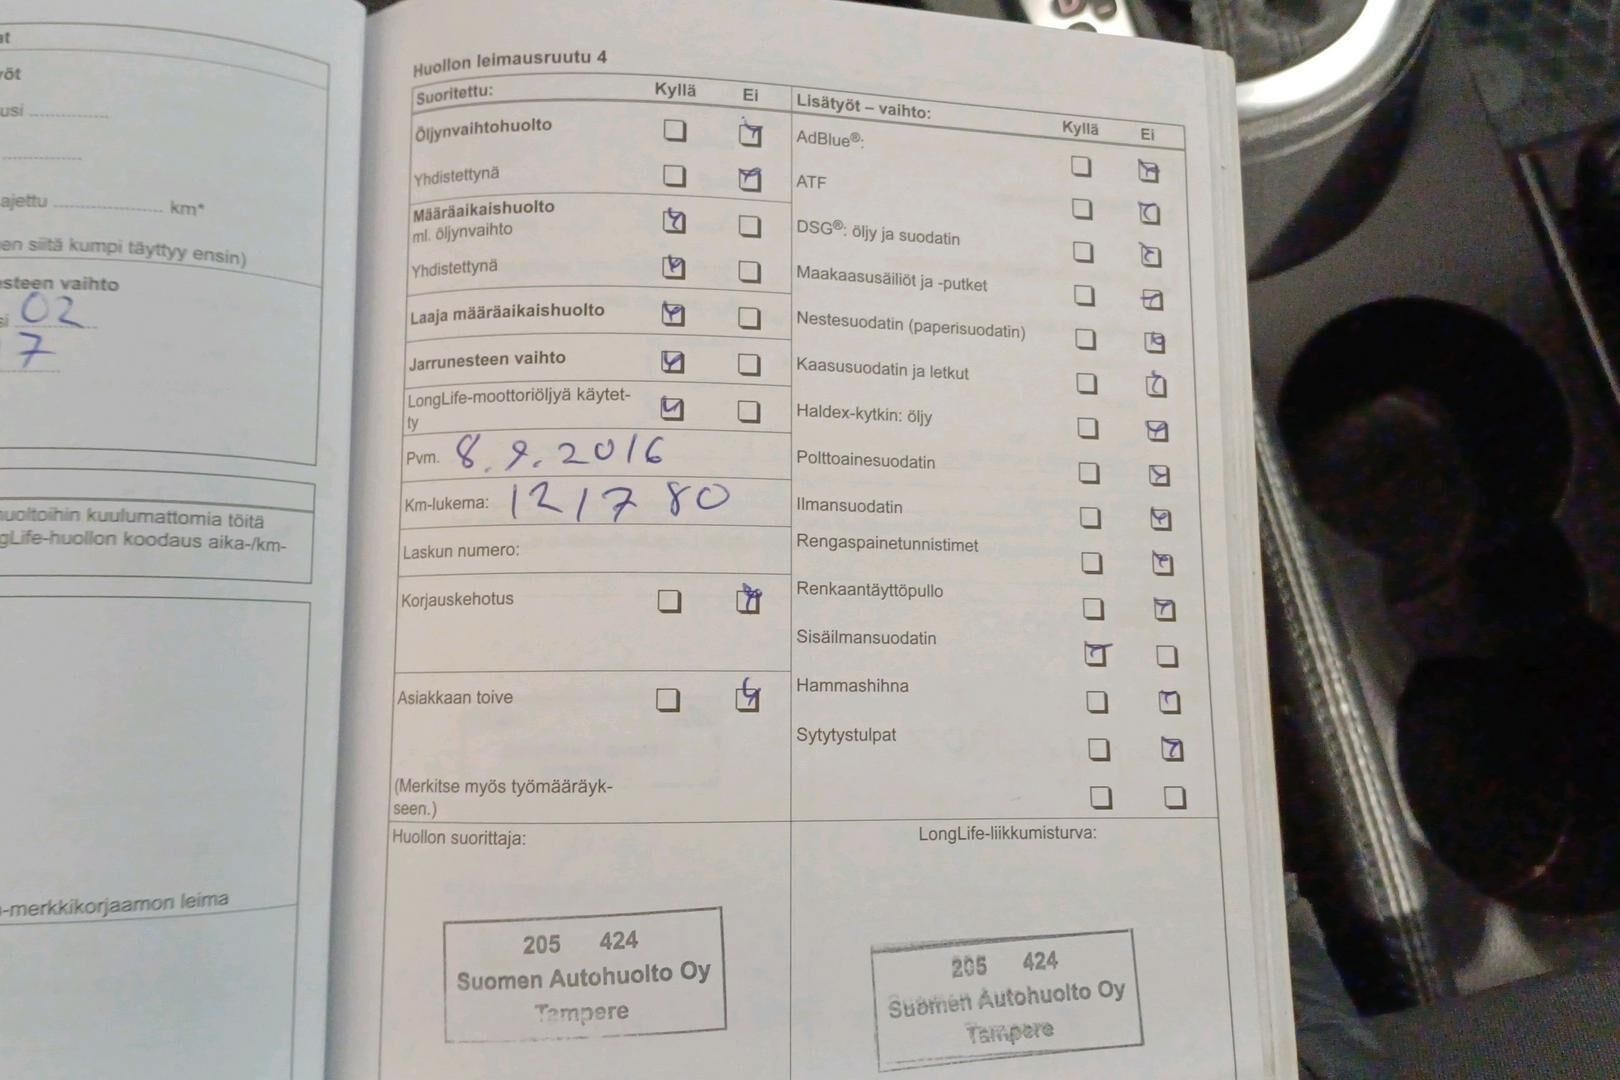 at
yöt
usi
ajettu km*
en siitä kumpi täyttyy ensin)
esteen vaihto
si 02
7
huoltoihin kuulumattomia töitä
gLife-huollon koodaus aika-/km-
-merkkikorjaamon leima
Huollon leimausruutu 4
Suoritettu: Kyllä Ei
Öljynvaihtohuolto
Yhdistettynä
Määräaikaishuolto
ml. öljynvaihto
Yhdistettynä
Laaja määräaikaishuolto
Jarrunesteen vaihto
LongLife-moottoriöljyä käytet-
ty
Pvm. 8.9.2016
Km-lukema: 121780
Laskun numero:
Korjauskehotus
Asiakkaan toive
(Merkitse myös työmääräyk-
seen.)
Lisätyöt – vaihto:
Kyllä Ei
AdBlue®:
ATF
DSG®: öljy ja suodatin
Maakaasusäiliöt ja -putket
Nestesuodatin (paperisuodatin)
Kaasusuodatin ja letkut
Haldex-kytkin: öljy
Polttoainesuodatin
Ilmansuodatin
Rengaspainetunnistimet
Renkaantäyttöpullo
Sisäilmansuodatin
Hammashihna
Sytytystulpat
Huollon suorittaja:
205 424
Suomen Autohuolto Oy
Tampere
LongLife-liikkumisturva:
205 424
Suomen Autohuolto Oy
Tampere